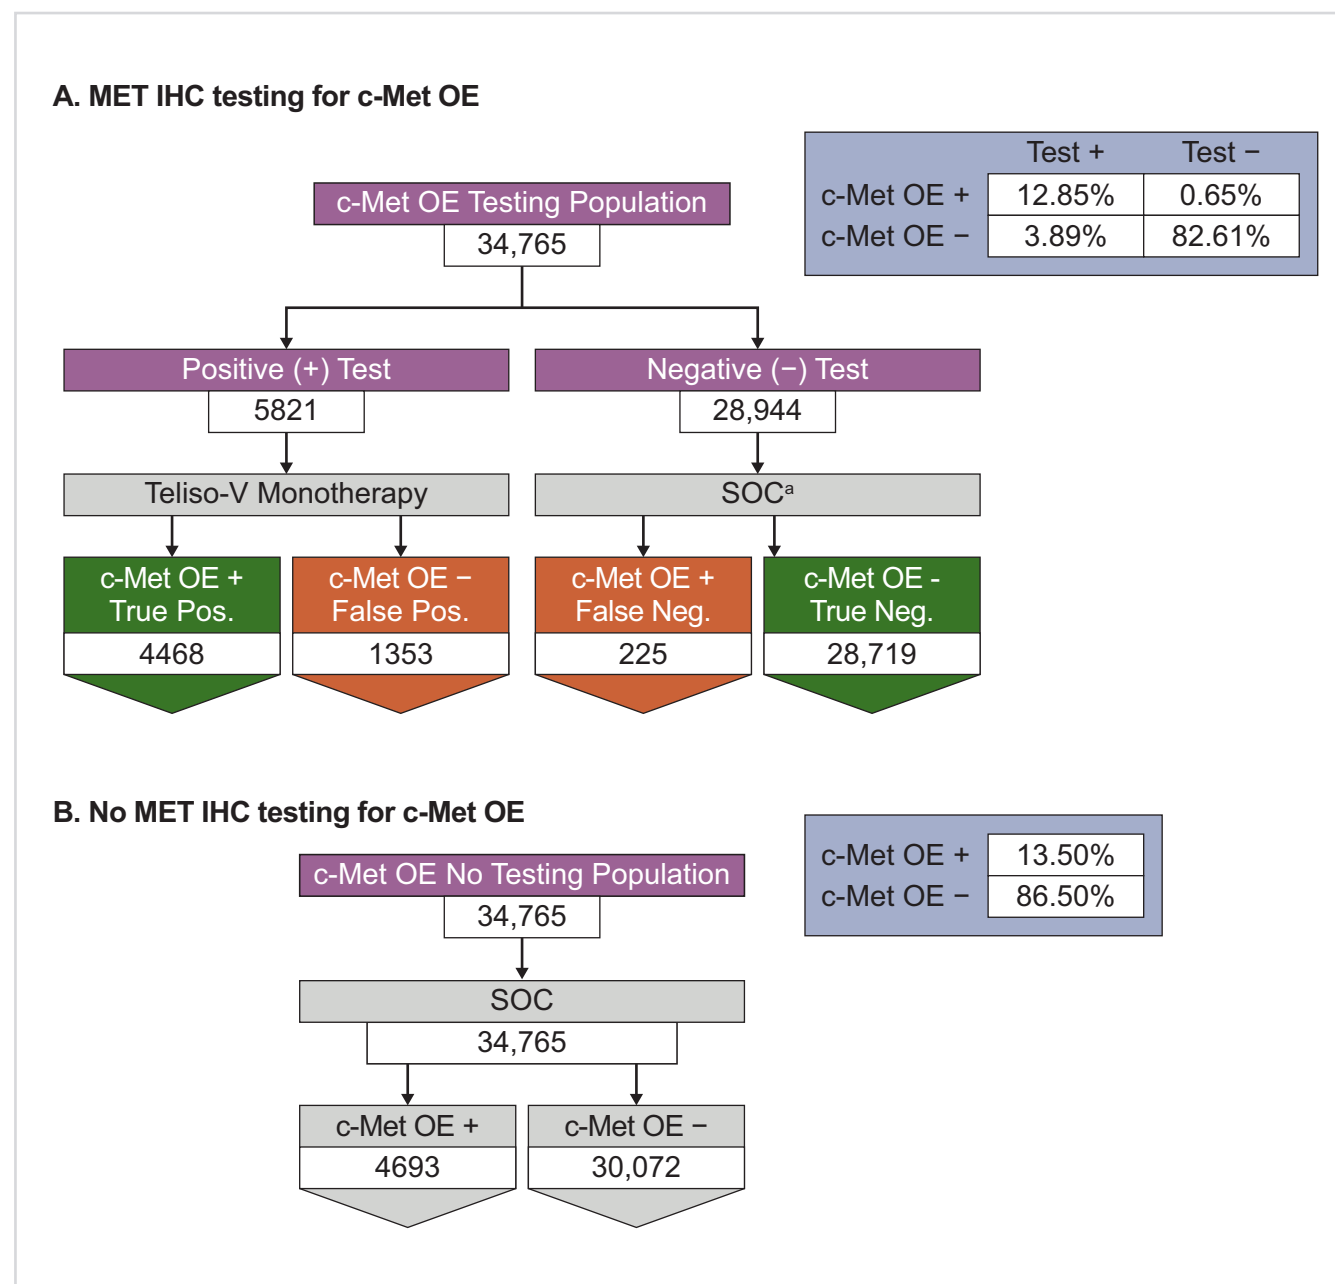 A. MET IHC testing for c-Met OE
Test + Test −
c-Met OE + 12.85% 0.65%
c-Met OE − 3.89% 82.61%
c-Met OE Testing Population
34,765
Positive (+) Test Negative (−) Test
5821 28,944
Teliso-V Monotherapy SOCᵃ
c-Met OE + c-Met OE − c-Met OE + c-Met OE -
True Pos. False Pos. False Neg. True Neg.
4468 1353 225 28,719
B. No MET IHC testing for c-Met OE
c-Met OE + 13.50%
c-Met OE − 86.50%
c-Met OE No Testing Population
34,765
SOC
34,765
c-Met OE + c-Met OE −
4693 30,072